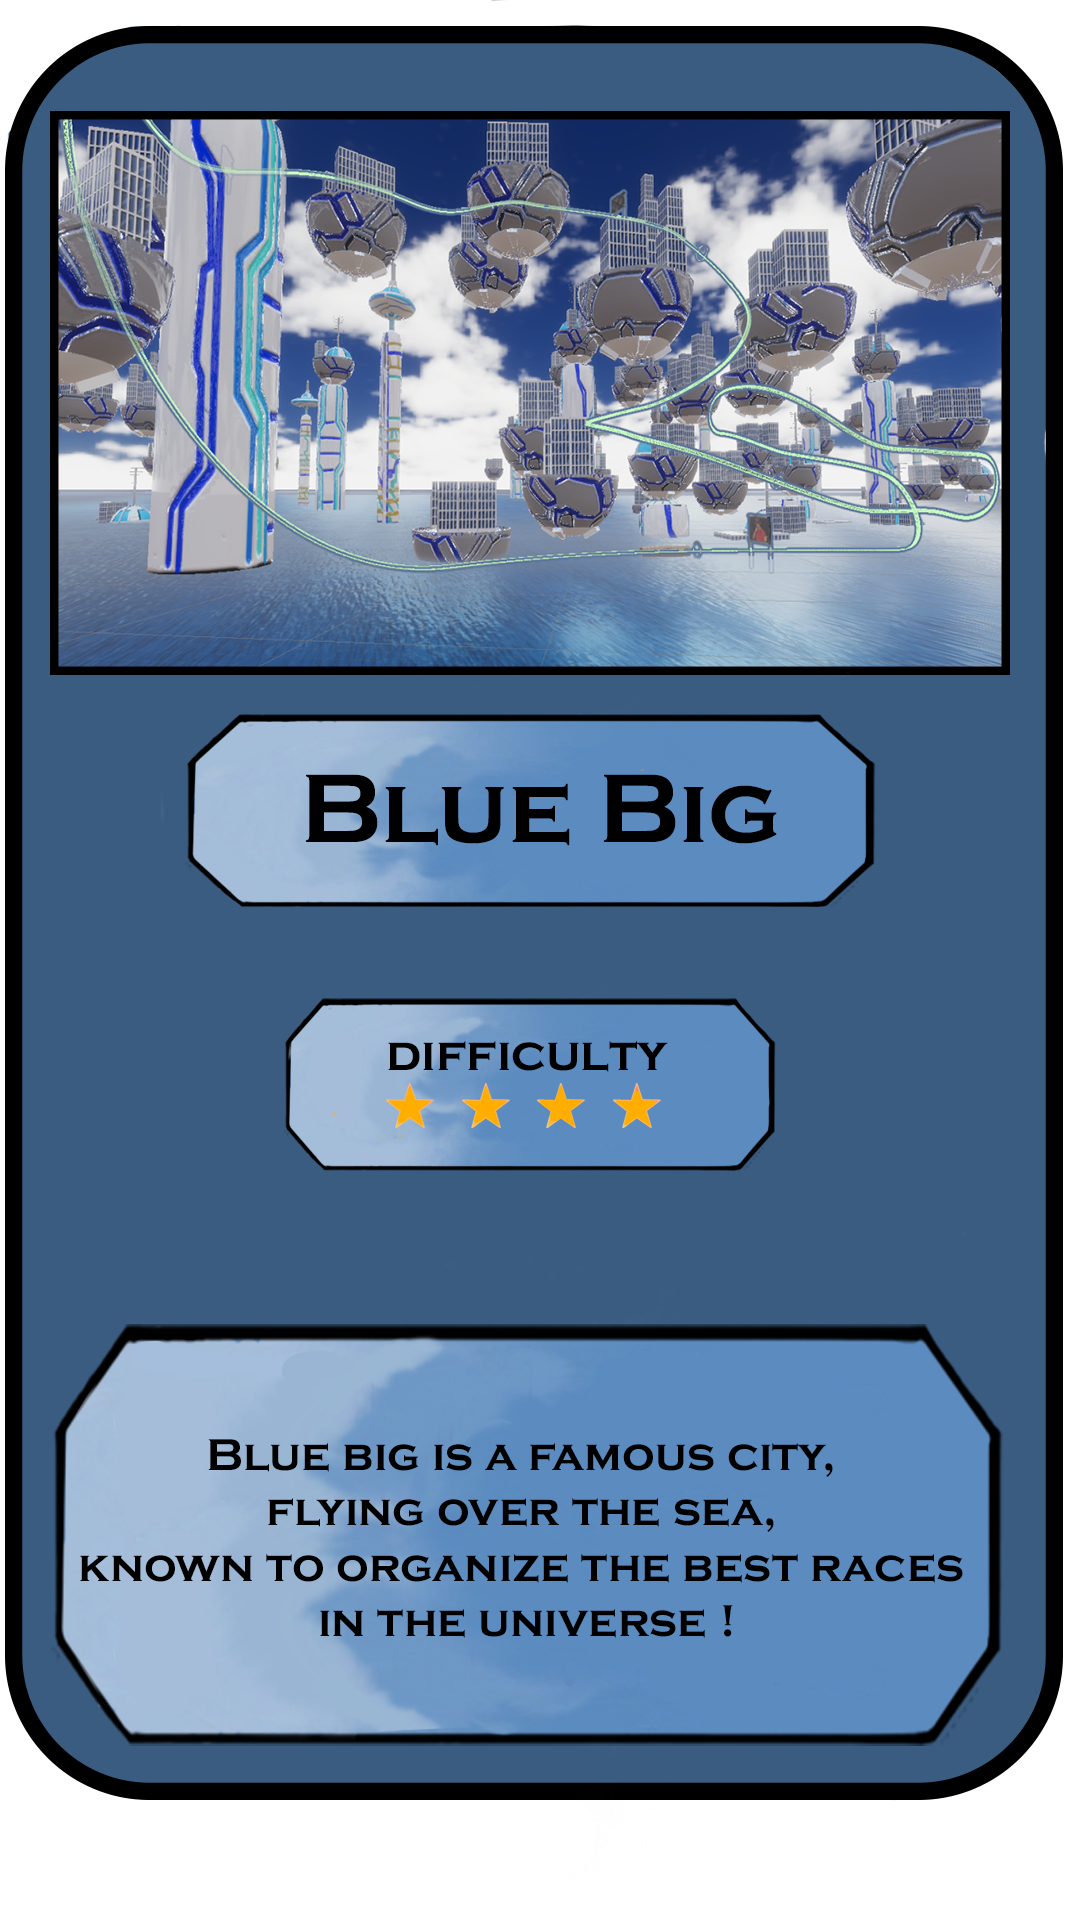 Blue Big
DIFFICULTY
Blue big is a famous city,
flying over the sea,
known to organize the best races
in the universe !